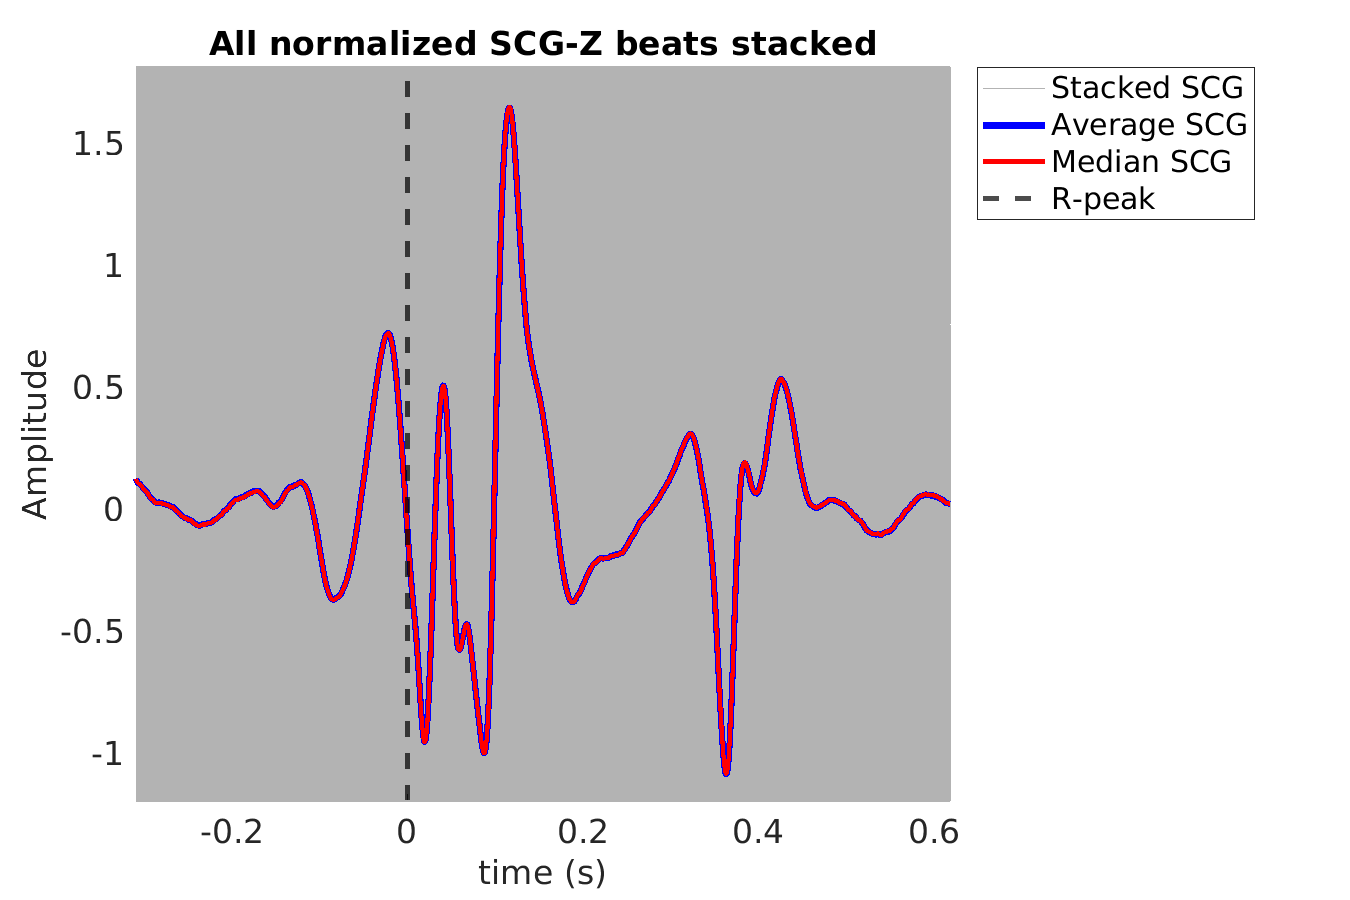 All normalized SCG-Z beats stacked
Stacked SCG
Average SCG
Median SCG
R-peak
1.5
1
0.5
0
-0.5
-1
Amplitude
-0.2
0
0.2
0.4
0.6
time (s)